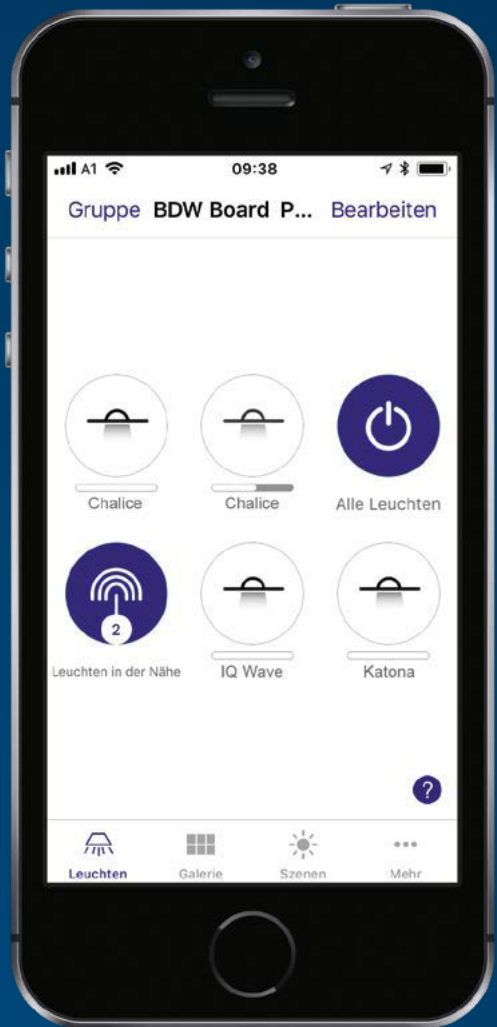 A1 09:38
Gruppe BDW Board P... Bearbeiten
Chalice Chalice Alle Leuchten
2
Leuchten in der Nähe IQ Wave Katona
?
Leuchten Galerie Szenen Mehr